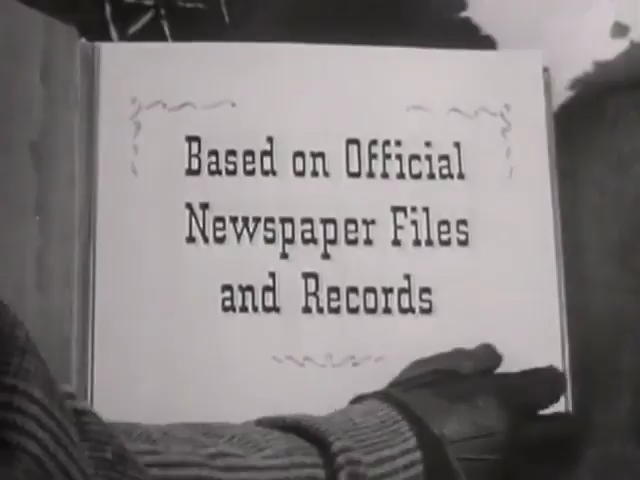 Based on Official
Newspaper Files
and Records